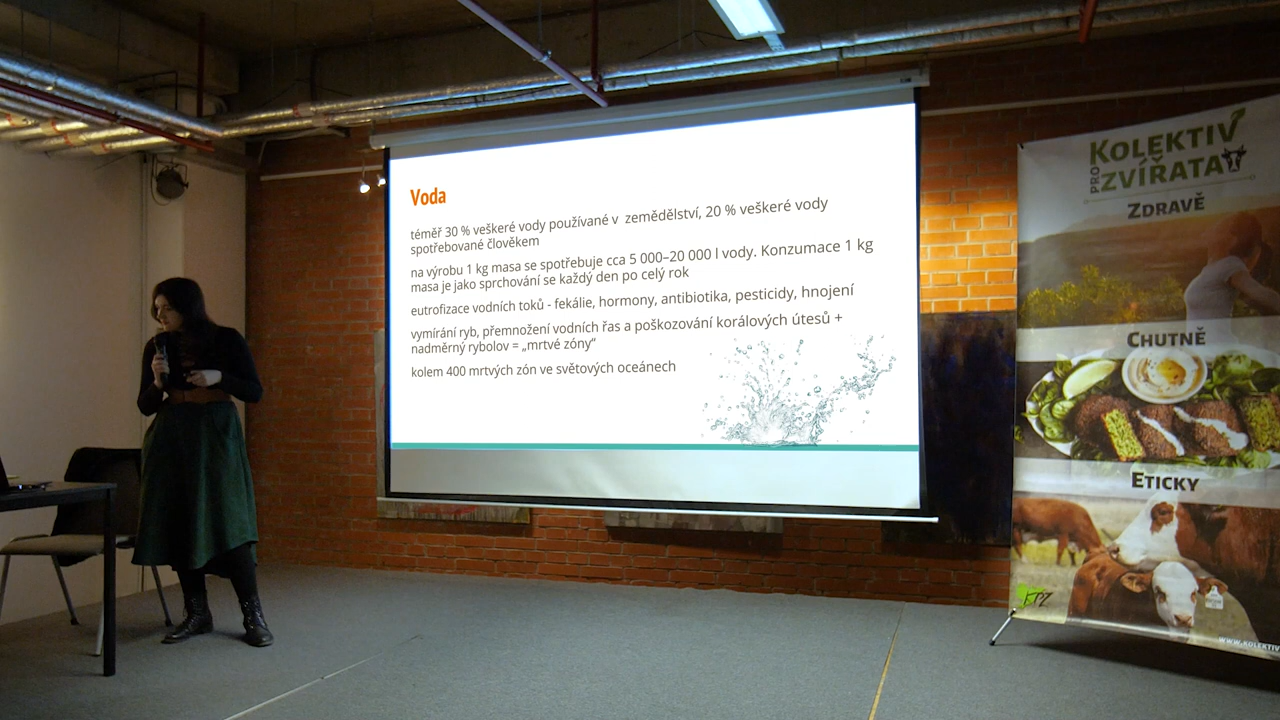 Voda
téměř 30 % veškeré vody používané v zemědělství, 20 % veškeré vody
spotřebované člověkem
na výrobu 1 kg masa se spotřebuje cca 5 000–20 000 l vody. Konzumace 1 kg
masa je jako sprchování se každý den po celý rok
eutrofizace vodních toků - fekálie, hormony, antibiotika, pesticidy, hnojení
vymírání ryb, přemnožení vodních řas a poškozování korálových útesů +
nadměrný rybolov = „mrtvé zóny“
kolem 400 mrtvých zón ve světových oceánech
KOLEKTIV
PRO ZVÍŘATA
ZDRAVĚ
CHUTNĚ
ETICKY
KPZ
WWW.KOLEKTIV